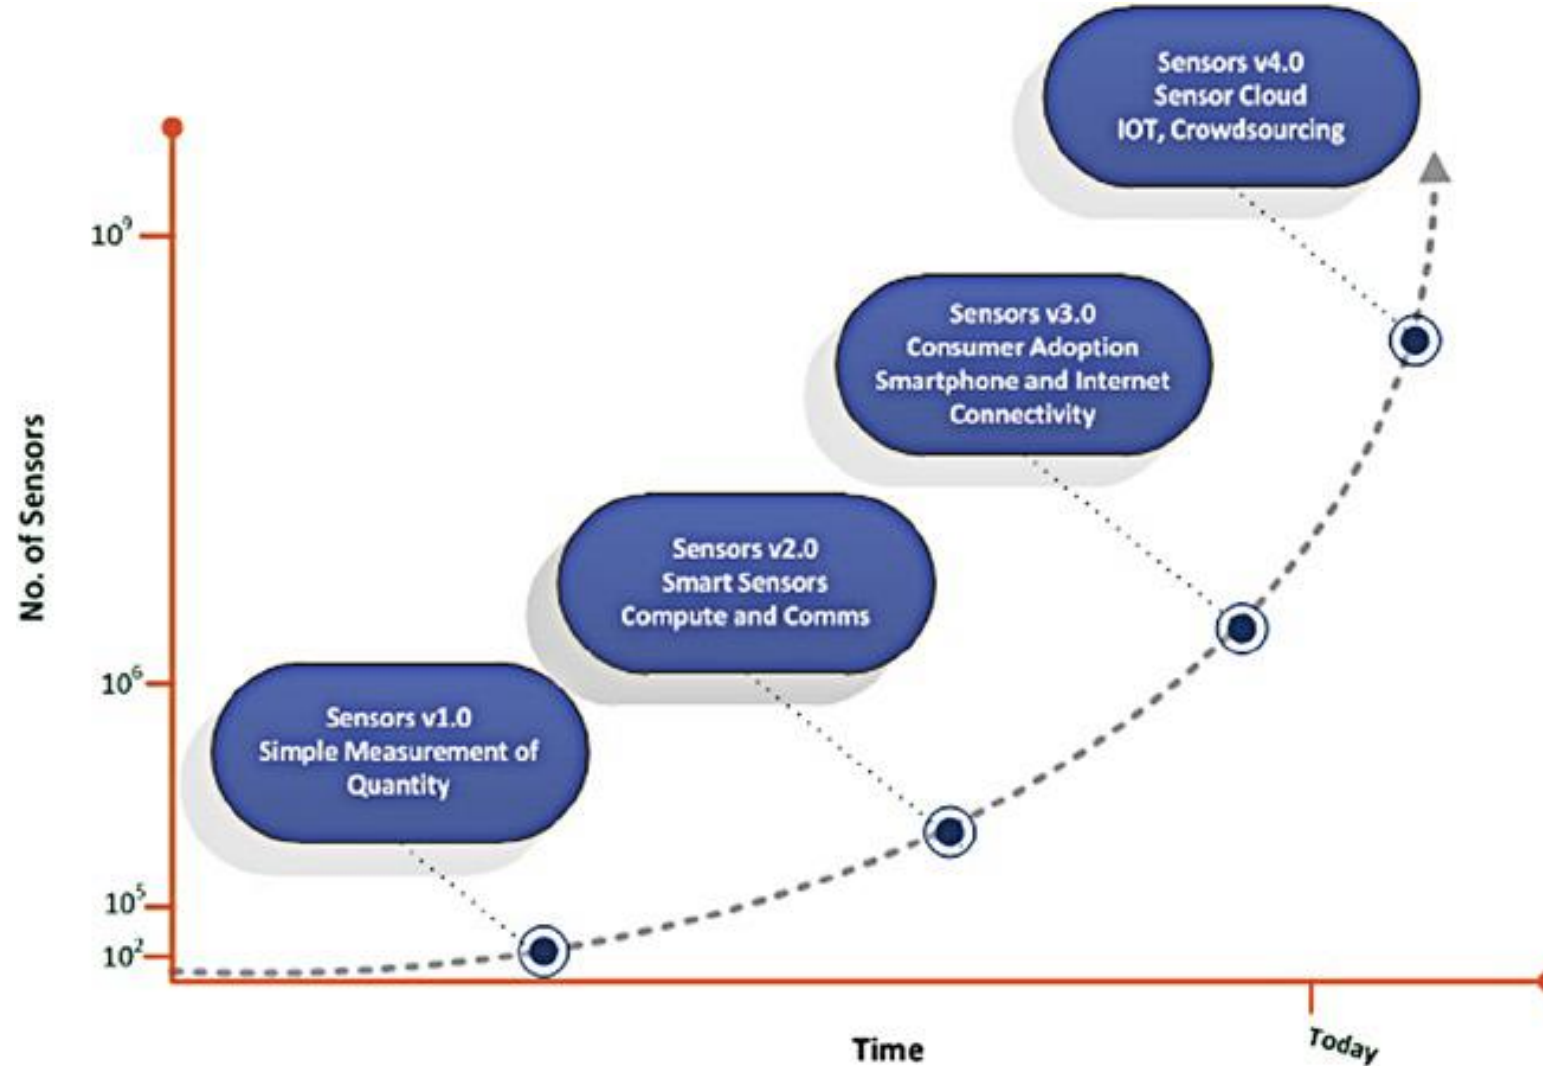 Sensors v4.0
Sensor Cloud
IOT, Crowdsourcing
10⁹
Sensors v3.0
Consumer Adoption
Smartphone and Internet
Connectivity
No. of Sensors
Sensors v2.0
Smart Sensors
Compute and Comms
10⁶
Sensors v1.0
Simple Measurement of
Quantity
10⁵
10²
Time
Today